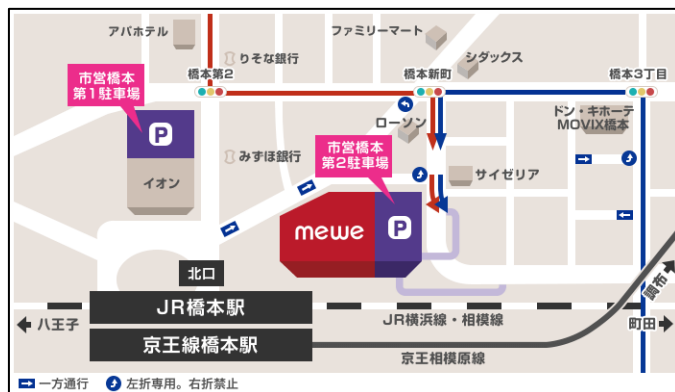 アパホテル
りそな銀行
ファミリーマート
シダックス
市営橋本
第1駐車場
橋本第2
橋本新町
橋本3丁目
P
イオン
みずほ銀行
ローソン
ドン・キホーテ
MOVIX橋本
市営橋本
第2駐車場
サイゼリア
mewe
P
北口
JR橋本駅
京王線橋本駅
JR横浜線・相模線
京王相模原線
八王子
調布
町田
一方通行
左折専用。右折禁止